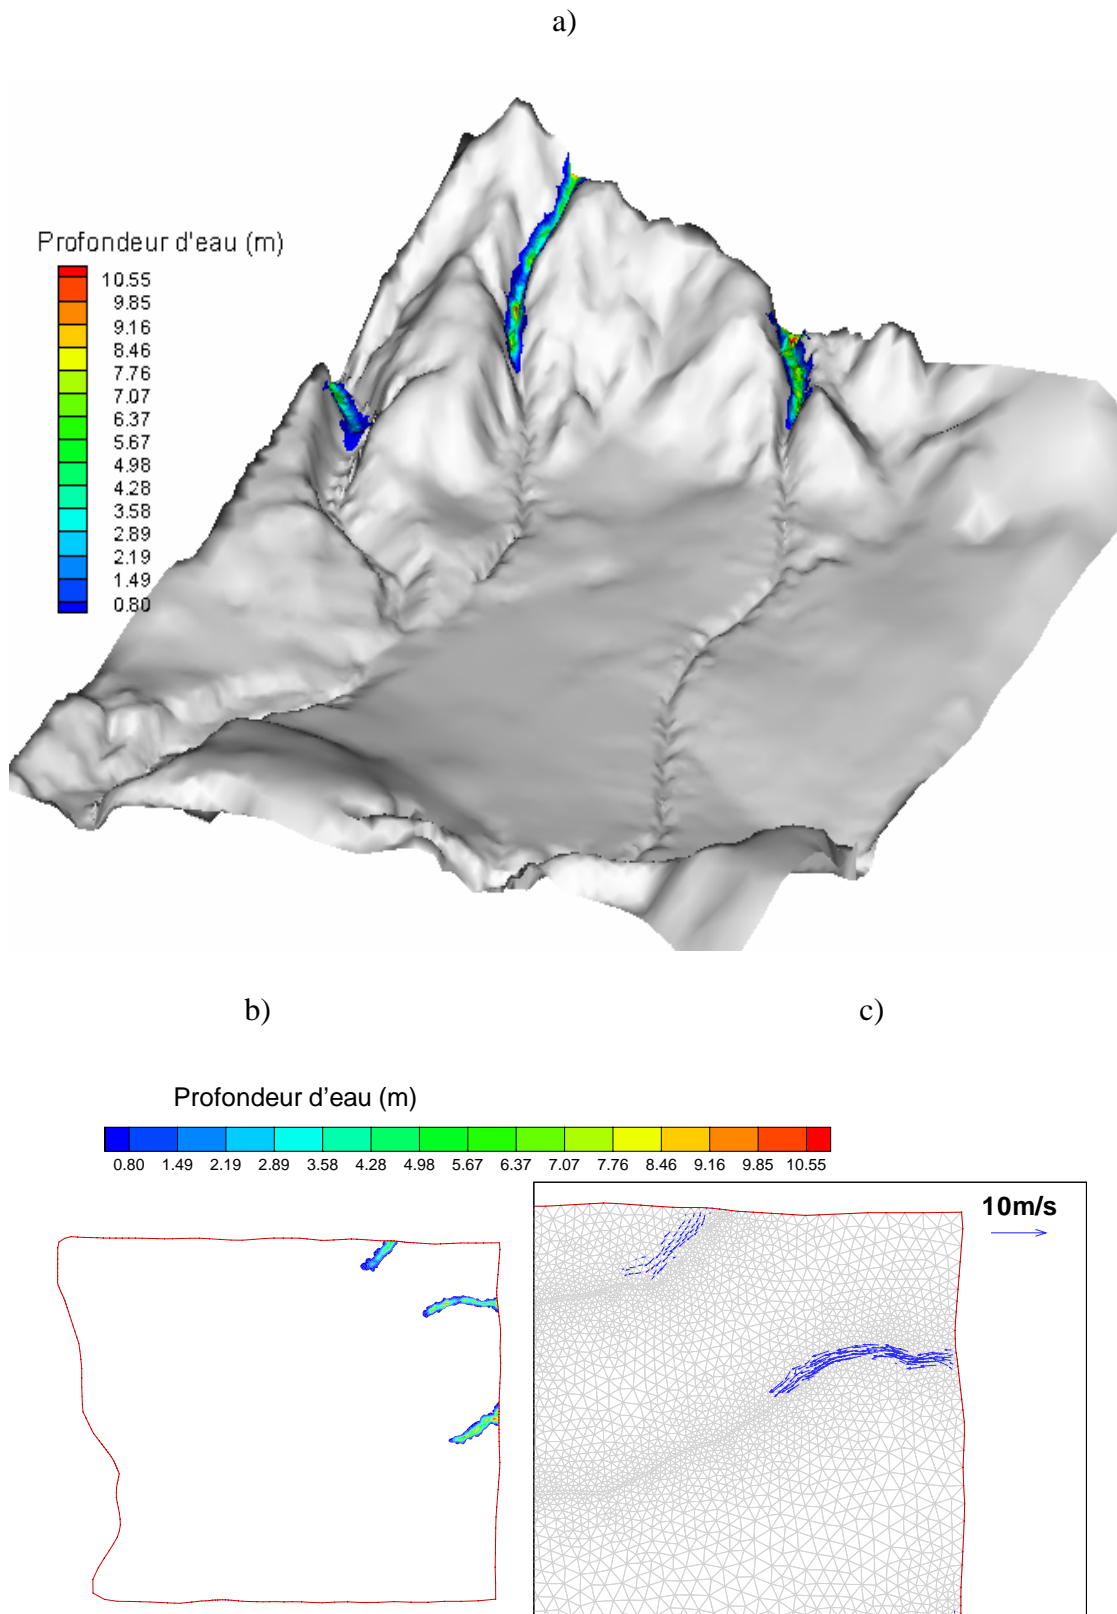 a)
Profondeur d'eau (m)
10.55
9.85
9.16
8.46
7.76
7.07
6.37
5.67
4.98
4.28
3.58
2.89
2.19
1.49
0.80
b)
c)
Profondeur d'eau (m)
0.80 1.49 2.19 2.89 3.58 4.28 4.98 5.67 6.37 7.07 7.76 8.46 9.16 9.85 10.55
10m/s